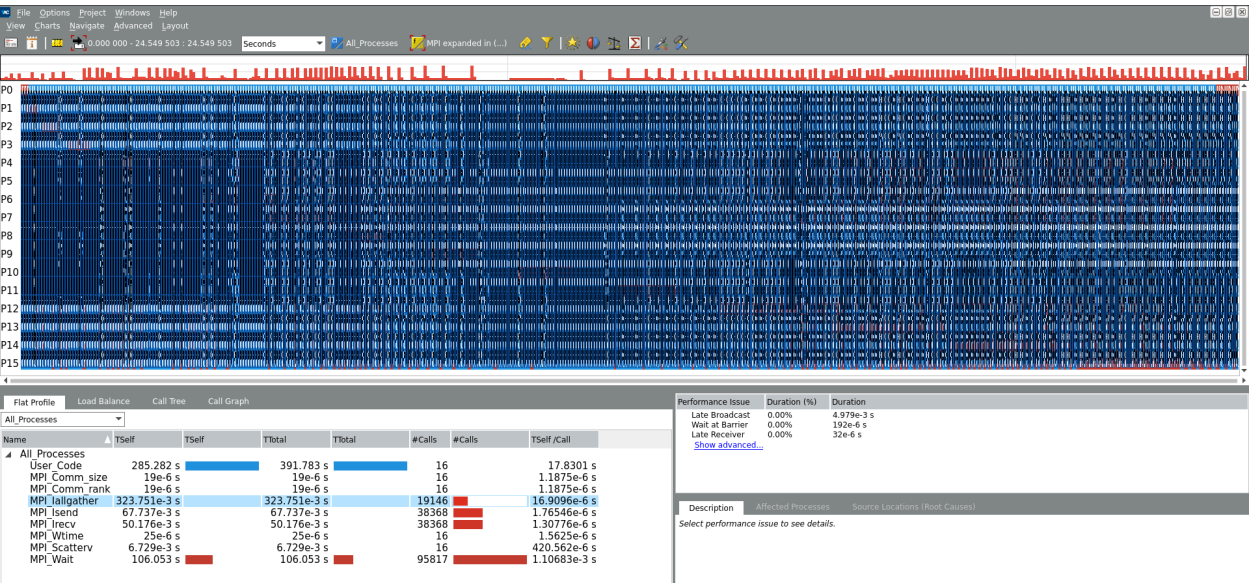 File Options Project Windows Help
View Charts Navigate Advanced Layout
0.000 000 - 24.549 503 : 24.549 503 Seconds All_Processes MPI expanded in (...)
P0
P1
P2
P3
P4
P5
P6
P7
P8
P9
P10
P11
P12
P13
P14
P15
Flat Profile Load Balance Call Tree Call Graph
All_Processes
Name TSelf TSelf TTotal TTotal #Calls #Calls TSelf /Call
All_Processes
User_Code 285.282 s 391.783 s 16 17.8301 s
MPI_Comm_size 19e-6 s 19e-6 s 16 1.1875e-6 s
MPI_Comm_rank 19e-6 s 19e-6 s 16 1.1875e-6 s
MPI_Iallgather 323.751e-3 s 323.751e-3 s 19146 16.9096e-6 s
MPI_Isend 67.737e-3 s 67.737e-3 s 38368 1.76546e-6 s
MPI_Irecv 50.176e-3 s 50.176e-3 s 38368 1.30776e-6 s
MPI_Wtime 25e-6 s 25e-6 s 16 1.5625e-6 s
MPI_Scatterv 6.729e-3 s 6.729e-3 s 16 420.562e-6 s
MPI_Wait 106.053 s 106.053 s 95817 1.10683e-3 s
Performance Issue Duration (%) Duration
Late Broadcast 0.00% 4.979e-3 s
Wait at Barrier 0.00% 192e-6 s
Late Receiver 0.00% 32e-6 s
Show advanced...
Description Affected Processes Source Locations (Root Causes)
Select performance issue to see details.